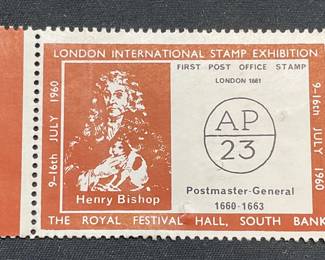 LONDON INTERNATIONAL STAMP EXHIBITION
9-16th JULY 1960
FIRST POST OFFICE STAMP
LONDON 1661
AP
23
Henry Bishop
Postmaster-General
1660-1663
9-16th JULY 1960
THE ROYAL FESTIVAL HALL, SOUTH BANK